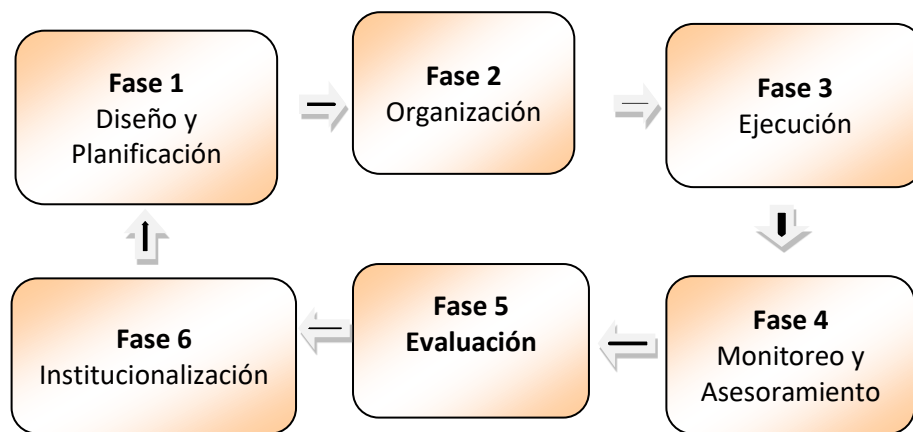 Fase 1
Diseño y
Planificación
Fase 2
Organización
Fase 3
Ejecución
Fase 4
Monitoreo y
Asesoramiento
Fase 5
Evaluación
Fase 6
Institucionalización